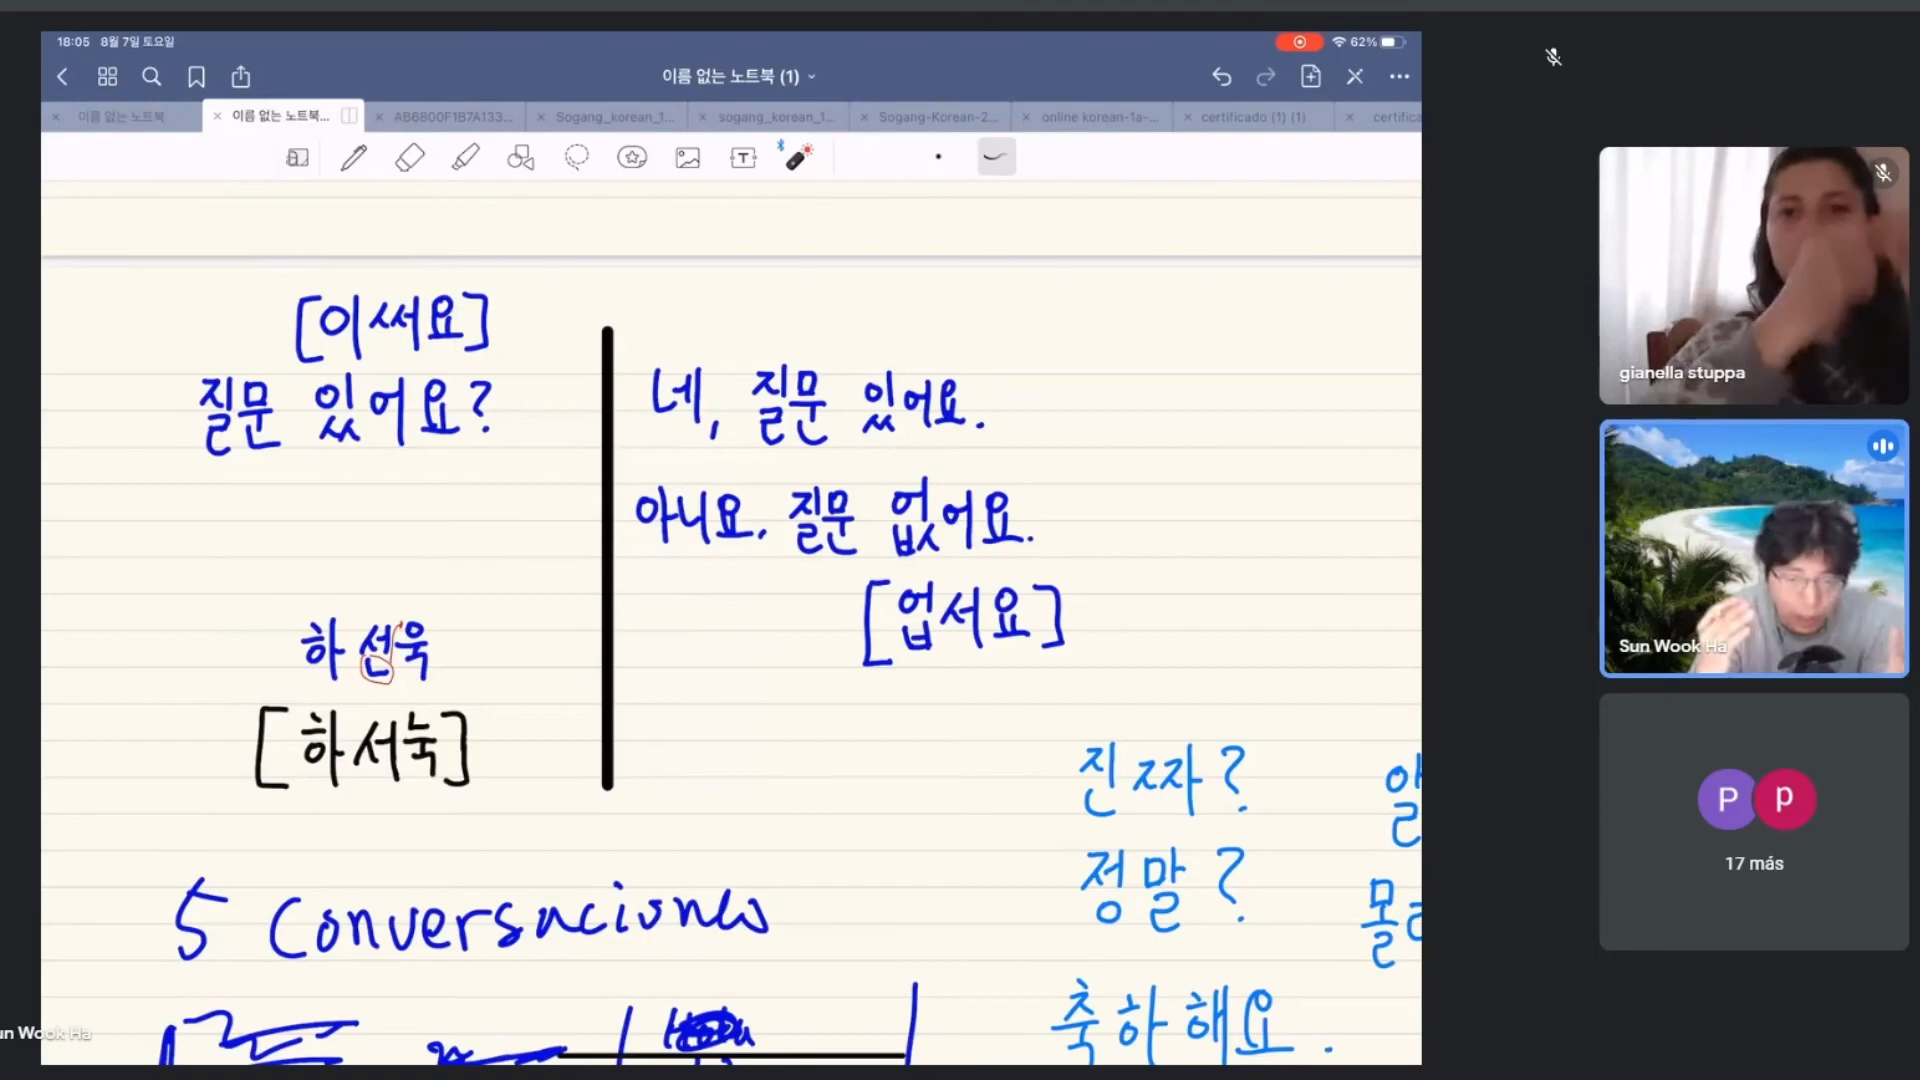 18:05 8월 7일 토요일
62%
이름 없는 노트북 (1)
이름 없는 노트북
이름 없는 노트북...
AB6800F1B7A133...
Sogang_korean_1...
sogang_korean_1...
Sogang-Korean-2...
online korean-1a-...
certificado (1) (1)
certifica
[이써요]
질문 있어요?
네, 질문 있어요.
아니요. 질문 없어요.
[업서요]
하선욱
[하서눅]
진짜?
정말?
축하해요.
5 Conversaciones
gianella stuppa
Sun Wook Ha
P p
17 más
un Wook Ha